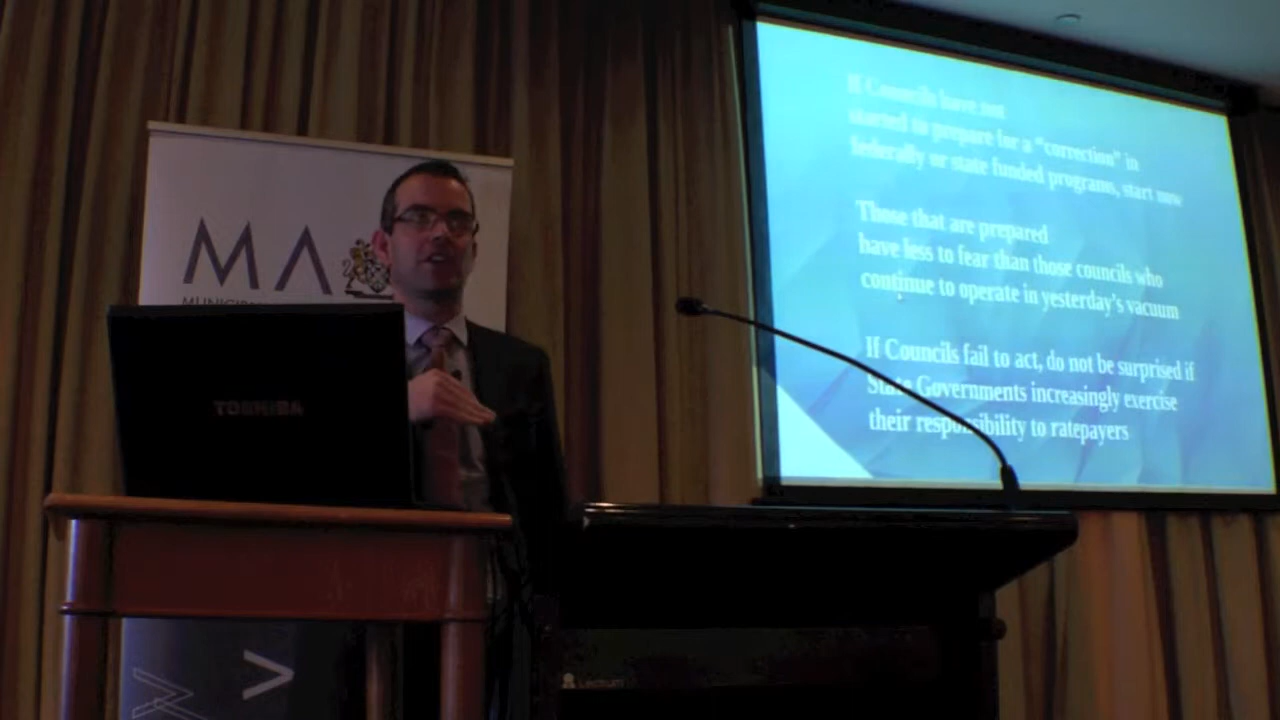 If Councils have not
started to prepare for a "correction" in
federally or state funded programs, start now
Those that are prepared
have less to fear than those councils who
continue to operate in yesterday's vacuum
If Councils fail to act, do not be surprised if
State Governments increasingly exercise
their responsibility to ratepayers
MA
TOSHIBA
Lectrum